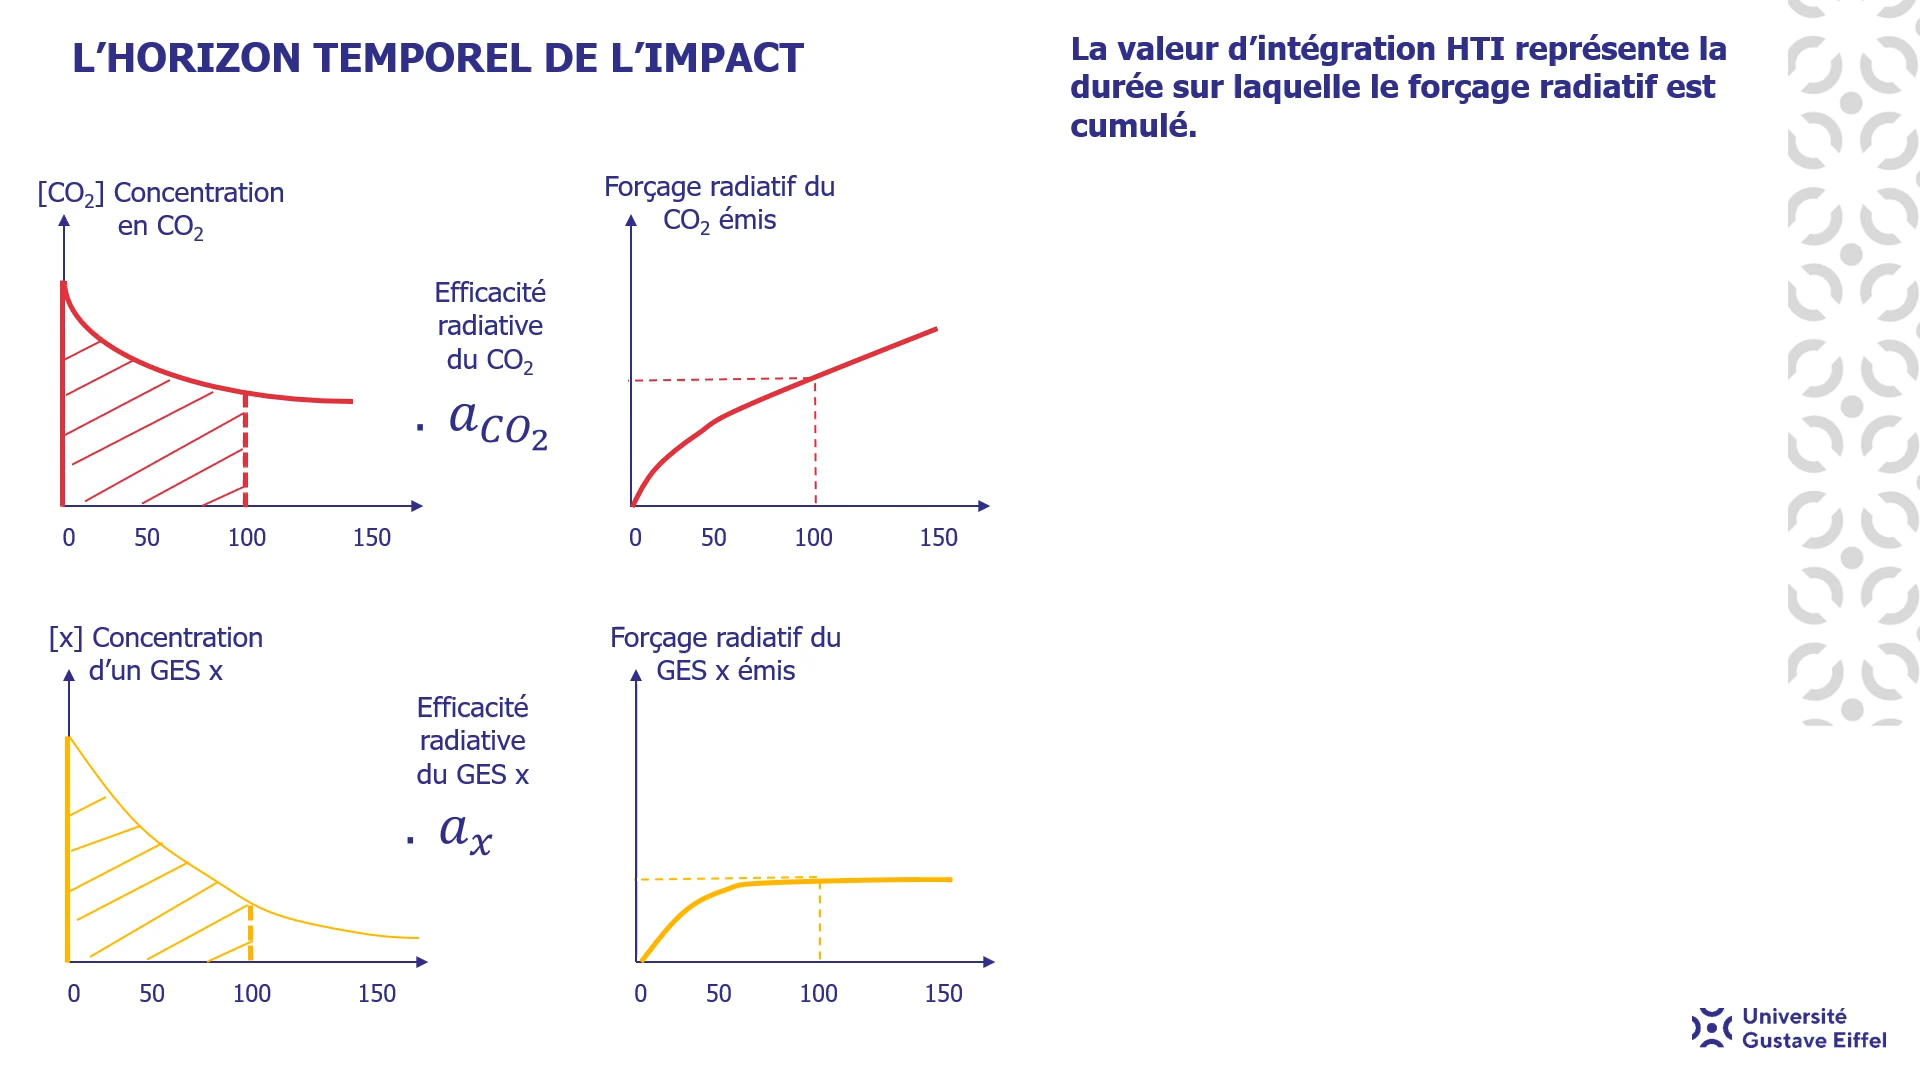 L’HORIZON TEMPOREL DE L’IMPACT
La valeur d’intégration HTI représente la
durée sur laquelle le forçage radiatif est
cumulé.
[CO₂] Concentration
en CO₂
Efficacité
radiative
du CO₂
. 𝑎𝐶𝑂₂
0 50 100 150
Forçage radiatif du
CO₂ émis
0 50 100 150
[x] Concentration
d’un GES x
Efficacité
radiative
du GES x
. 𝑎𝑥
0 50 100 150
Forçage radiatif du
GES x émis
0 50 100 150
Université
Gustave Eiffel